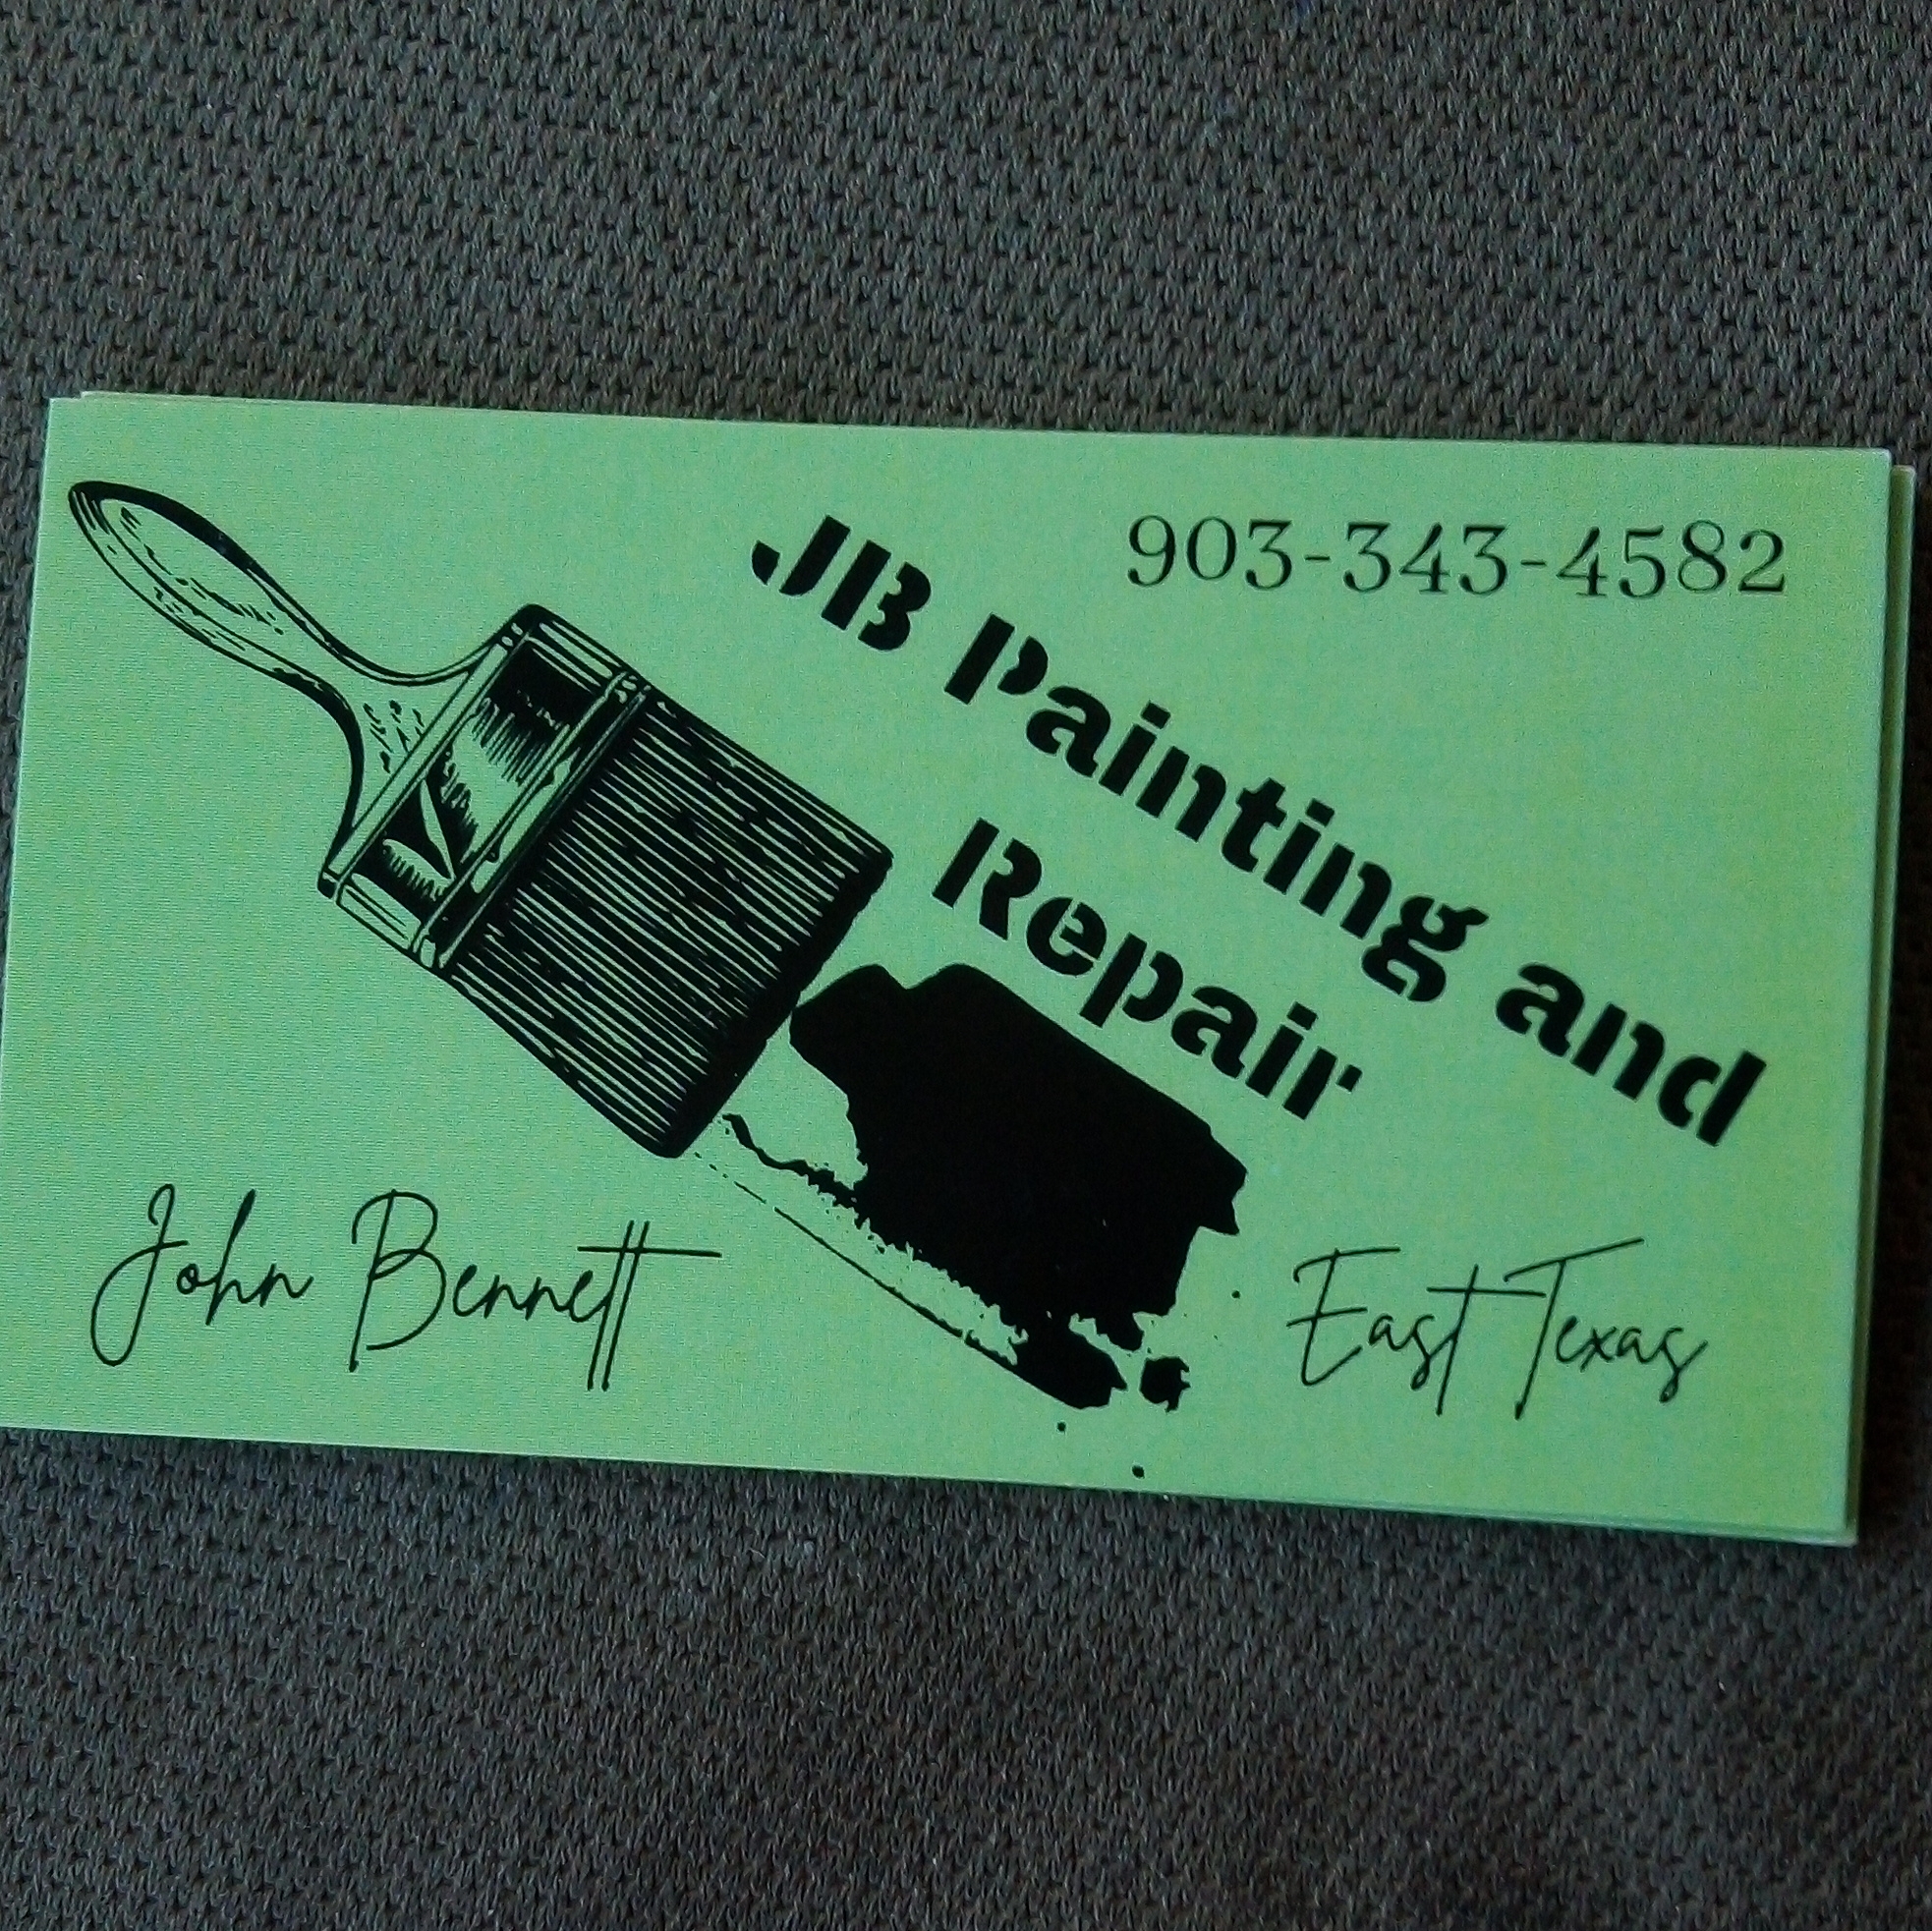 903-343-4582
JB Painting and
Repair
John Bennett
East Texas